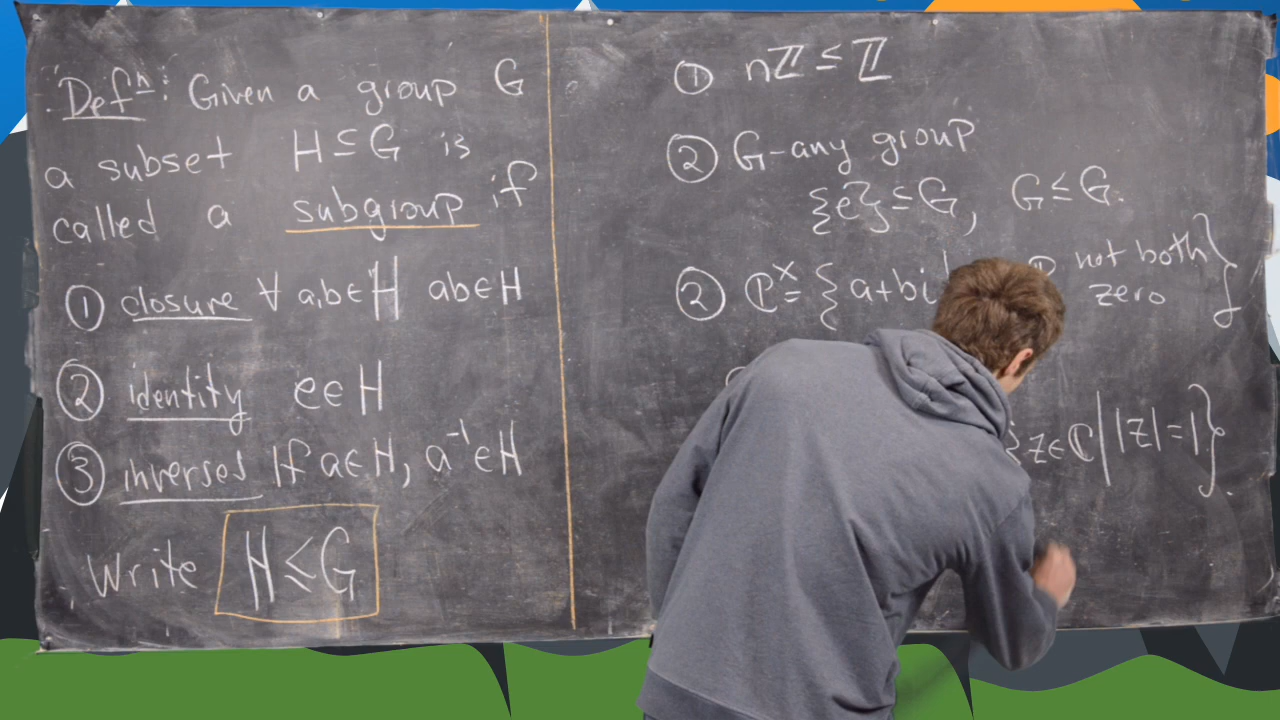 Defⁿ: Given a group G
a subset H ⊆ G is
called a subgroup if
① closure ∀ a,b∈H ab∈H
② identity e∈H
③ inverses If a∈H, a⁻¹∈H
Write H ≤ G
① nℤ ≤ ℤ
② G-any group
{e} ≤ G, G ≤ G.
② ℂ^× = {a+bi not both zero}
{z∈ℂ | |z|=1}.